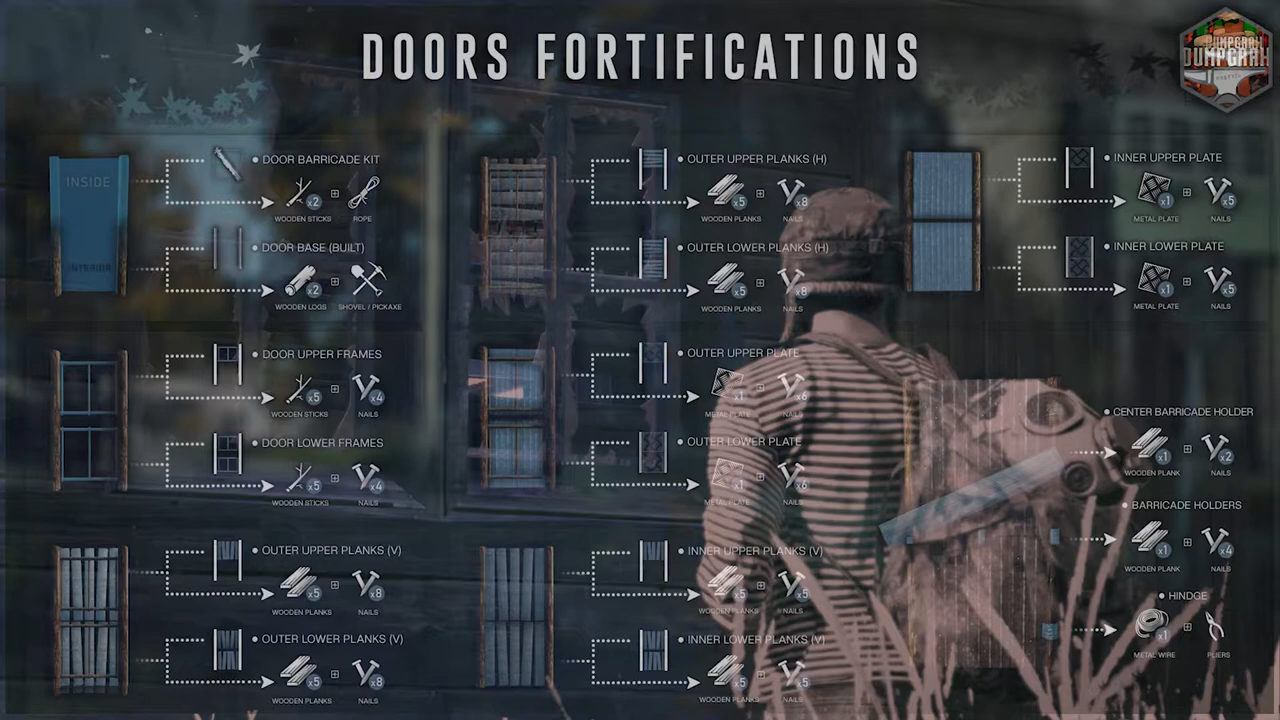 DOORS FORTIFICATIONS
DUMPGRAH
INSIDE
INTERIOR
DOOR BARRICADE KIT
x2
WOODEN STICKS
ROPE
DOOR BASE (BUILT)
x2
WOODEN LOGS
SHOVEL / PICKAXE
DOOR UPPER FRAMES
x5
x4
WOODEN STICKS
NAILS
DOOR LOWER FRAMES
x5
x4
WOODEN STICKS
NAILS
OUTER UPPER PLANKS (V)
x5
x8
WOODEN PLANKS
NAILS
OUTER LOWER PLANKS (V)
x5
x8
WOODEN PLANKS
NAILS
OUTER UPPER PLANKS (H)
x5
x8
WOODEN PLANKS
NAILS
OUTER LOWER PLANKS (H)
x5
x8
WOODEN PLANKS
NAILS
OUTER UPPER PLATE
x1
x6
METAL PLATE
NAILS
OUTER LOWER PLATE
x1
x6
METAL PLATE
NAILS
INNER UPPER PLANKS (V)
x5
x5
WOODEN PLANKS
NAILS
INNER LOWER PLANKS (V)
x5
x5
WOODEN PLANKS
NAILS
INNER UPPER PLATE
x1
x5
METAL PLATE
NAILS
INNER LOWER PLATE
x1
x5
METAL PLATE
NAILS
CENTER BARRICADE HOLDER
x1
x2
WOODEN PLANK
NAILS
BARRICADE HOLDERS
x1
x4
WOODEN PLANK
NAILS
HINDGE
x1
METAL WIRE
PLIERS